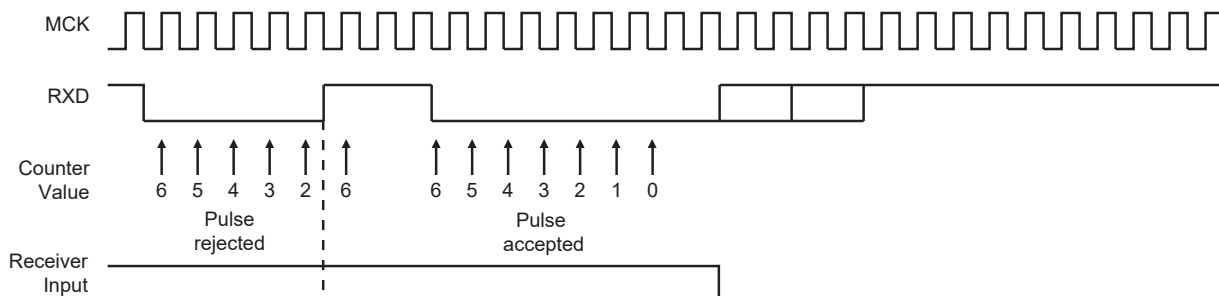 MCK
RXD
Counter
Value
6 5 4 3 2 6 6 5 4 3 2 1 0
Pulse
rejected
Pulse
accepted
Receiver
Input